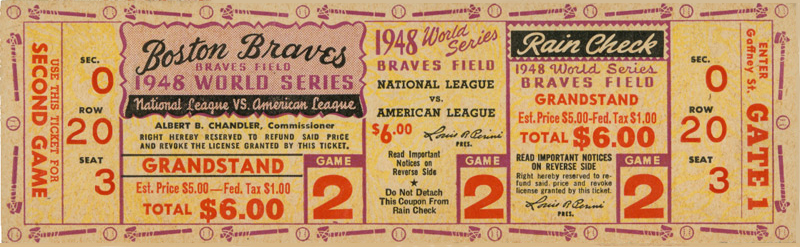 USE THIS TICKET FOR
SECOND GAME
SEC.
0
ROW
20
SEAT
3
Boston Braves
BRAVES FIELD
1948 WORLD SERIES
National League VS. American League
ALBERT B. CHANDLER, Commissioner
RIGHT HEREBY RESERVED TO REFUND SAID PRICE
AND REVOKE THE LICENSE GRANTED BY THIS TICKET.
GRANDSTAND
Est. Price $5.00—Fed. Tax $1.00
TOTAL $6.00
GAME
2
1948 World Series
BRAVES FIELD
NATIONAL LEAGUE
vs.
AMERICAN LEAGUE
$6.00
Louis R. Perini
PRES.
Read Important
Notices on
Reverse Side
★
Do Not Detach
This Coupon From
Rain Check
GAME
2
Rain Check
1948 World Series
BRAVES FIELD
GRANDSTAND
Est. Price $5.00-Fed. Tax $1.00
TOTAL $6.00
READ IMPORTANT NOTICES
ON REVERSE SIDE
Right hereby reserved to re-
fund said price and revoke
license granted by this ticket.
Louis R. Perini
PRES.
GAME
2
SEC.
0
ROW
20
SEAT
3
ENTER
Gaffney St.
GATE 1